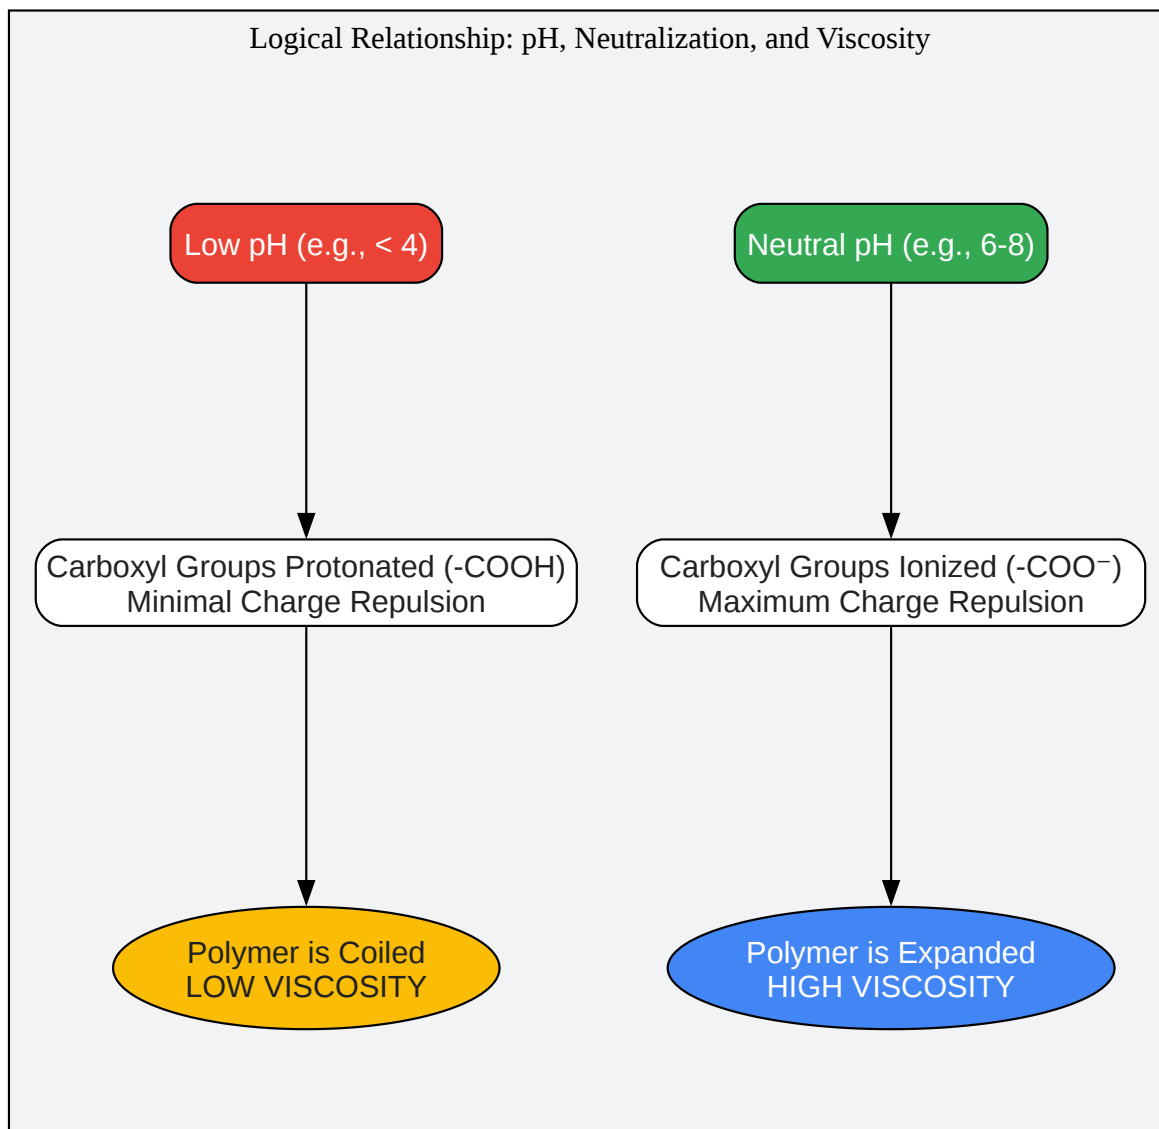 Logical Relationship: pH, Neutralization, and Viscosity
Low pH (e.g., < 4)
Neutral pH (e.g., 6-8)
Carboxyl Groups Protonated (-COOH)
Minimal Charge Repulsion
Carboxyl Groups Ionized (-COO⁻)
Maximum Charge Repulsion
Polymer is Coiled
LOW VISCOSITY
Polymer is Expanded
HIGH VISCOSITY